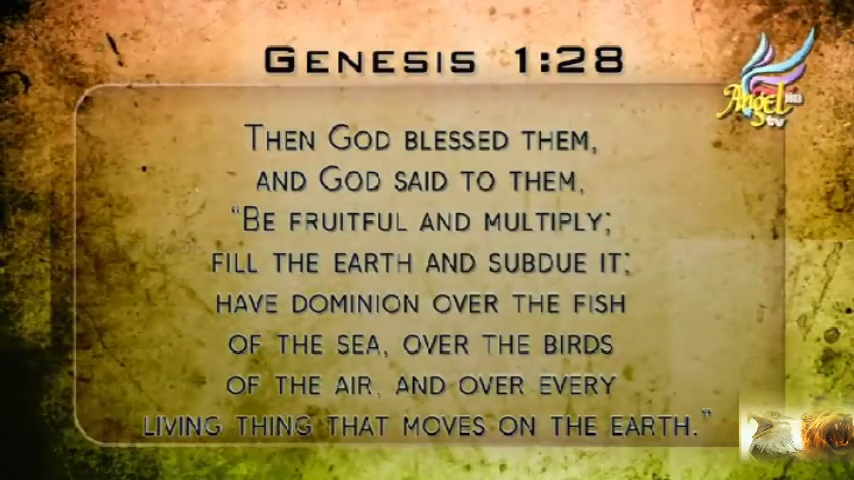 Genesis 1:28
Angel HD
tv
Then God blessed them,
and God said to them,
“Be fruitful and multiply;
fill the earth and subdue it;
have dominion over the fish
of the sea, over the birds
of the air, and over every
living thing that moves on the earth.”